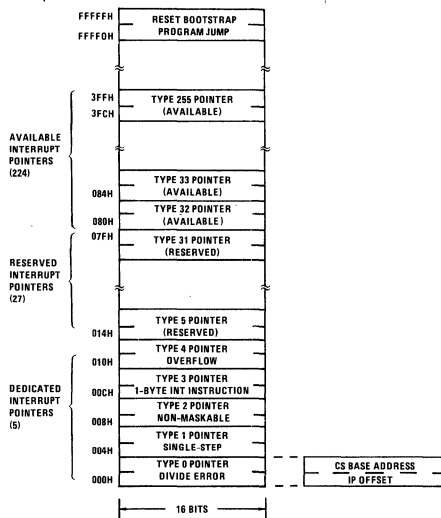 FFFFFH
RESET BOOTSTRAP
PROGRAM JUMP
FFFF0H
3FFH
TYPE 255 POINTER
(AVAILABLE)
3FCH
AVAILABLE
INTERRUPT
POINTERS
(224)
TYPE 33 POINTER
(AVAILABLE)
084H
TYPE 32 POINTER
(AVAILABLE)
080H
07FH
TYPE 31 POINTER
(RESERVED)
RESERVED
INTERRUPT
POINTERS
(27)
TYPE 5 POINTER
(RESERVED)
014H
TYPE 4 POINTER
OVERFLOW
010H
TYPE 3 POINTER
1-BYTE INT INSTRUCTION
00CH
DEDICATED
INTERRUPT
POINTERS
(5)
TYPE 2 POINTER
NON-MASKABLE
008H
TYPE 1 POINTER
SINGLE-STEP
004H
TYPE 0 POINTER
DIVIDE ERROR
000H
CS BASE ADDRESS
IP OFFSET
16 BITS